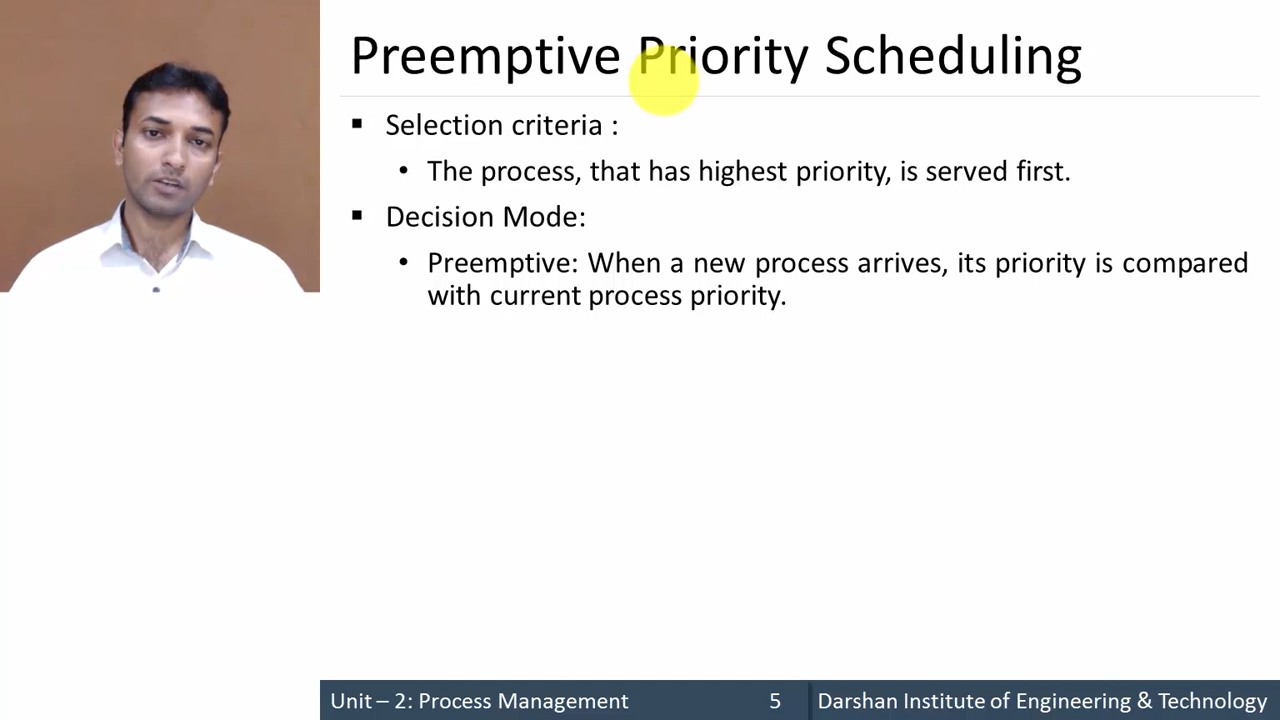 Preemptive Priority Scheduling
▪ Selection criteria :
• The process, that has highest priority, is served first.
▪ Decision Mode:
• Preemptive: When a new process arrives, its priority is compared
with current process priority.
Unit – 2: Process Management 5 Darshan Institute of Engineering & Technology